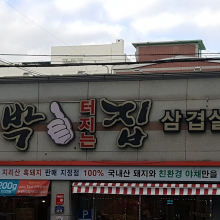 박 터지는 집 삼겹살
지리산 흑돼지 판매 지정점 100% 국내산 돼지와 친환경 야채만을
200g